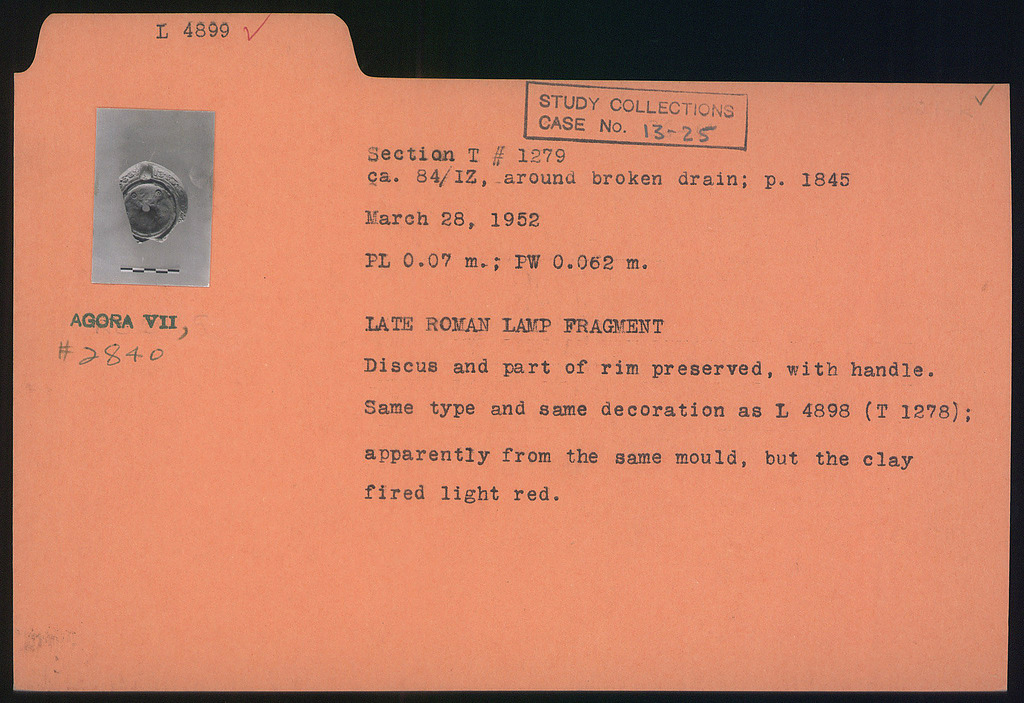 L 4899 ✓
STUDY COLLECTIONS
CASE No. 13-25
Section T # 1279
ca. 84/IZ, around broken drain; p. 1845
March 28, 1952
PL 0.07 m.; PW 0.062 m.
AGORA VII,
# 2840
LATE ROMAN LAMP FRAGMENT
Discus and part of rim preserved, with handle.
Same type and same decoration as L 4898 (T 1278);
apparently from the same mould, but the clay
fired light red.